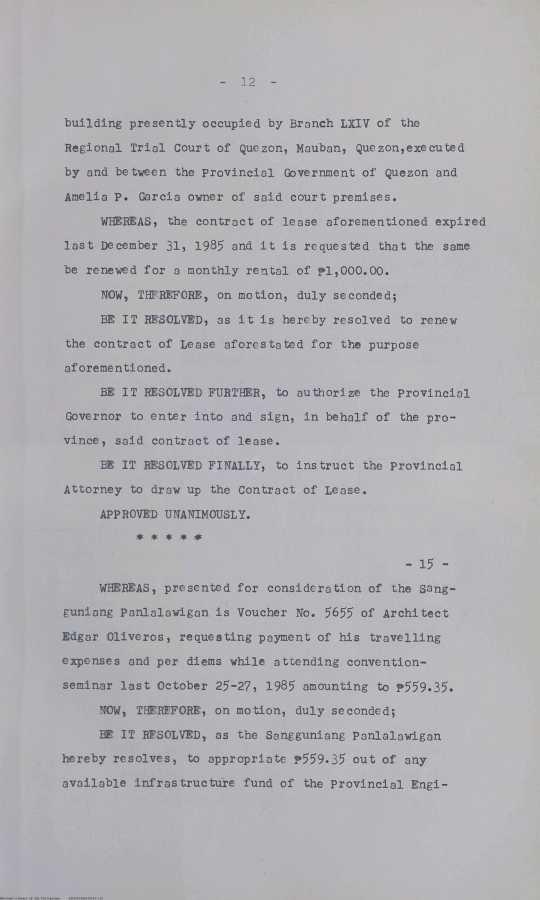 - 12 -
building presently occupied by Branch LXIV of the
Regional Trial Court of Quezon, Mauban, Quezon,executed
by and between the Provincial Government of Quezon and
Amelia P. Garcia owner of said court premises.
WHEREAS, the contract of lease aforementioned expired
last December 31, 1985 and it is requested that the same
be renewed for a monthly rental of ₱1,000.00.
NOW, THEREFORE, on motion, duly seconded;
BE IT RESOLVED, as it is hereby resolved to renew
the contract of Lease aforestated for the purpose
aforementioned.
BE IT RESOLVED FURTHER, to authorize the Provincial
Governor to enter into and sign, in behalf of the pro-
vince, said contract of lease.
BE IT RESOLVED FINALLY, to instruct the Provincial
Attorney to draw up the Contract of Lease.
APPROVED UNANIMOUSLY.
* * * * *
- 15 -
WHEREAS, presented for consideration of the Sang-
guniang Panlalawigan is Voucher No. 5655 of Architect
Edgar Oliveros, requesting payment of his travelling
expenses and per diems while attending convention-
seminar last October 25-27, 1985 amounting to ₱559.35.
NOW, THEREFORE, on motion, duly seconded;
BE IT RESOLVED, as the Sangguniang Panlalawigan
hereby resolves, to appropriate ₱559.35 out of any
available infrastructure fund of the Provincial Engi-